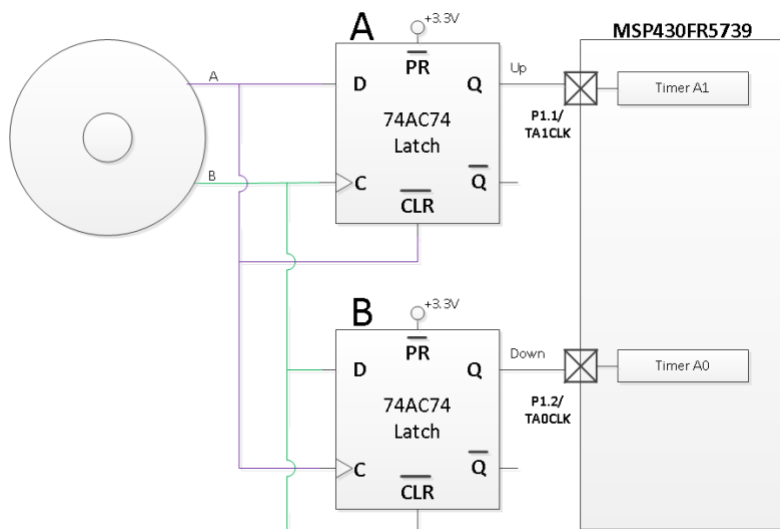 A
+3.3V
MSP430FR5739
PR
A
D
Q
Up
Timer A1
74AC74
Latch
P1.1/
TA1CLK
B
C
Q
CLR
B
+3.3V
PR
D
Q
Down
Timer A0
74AC74
Latch
P1.2/
TA0CLK
C
Q
CLR